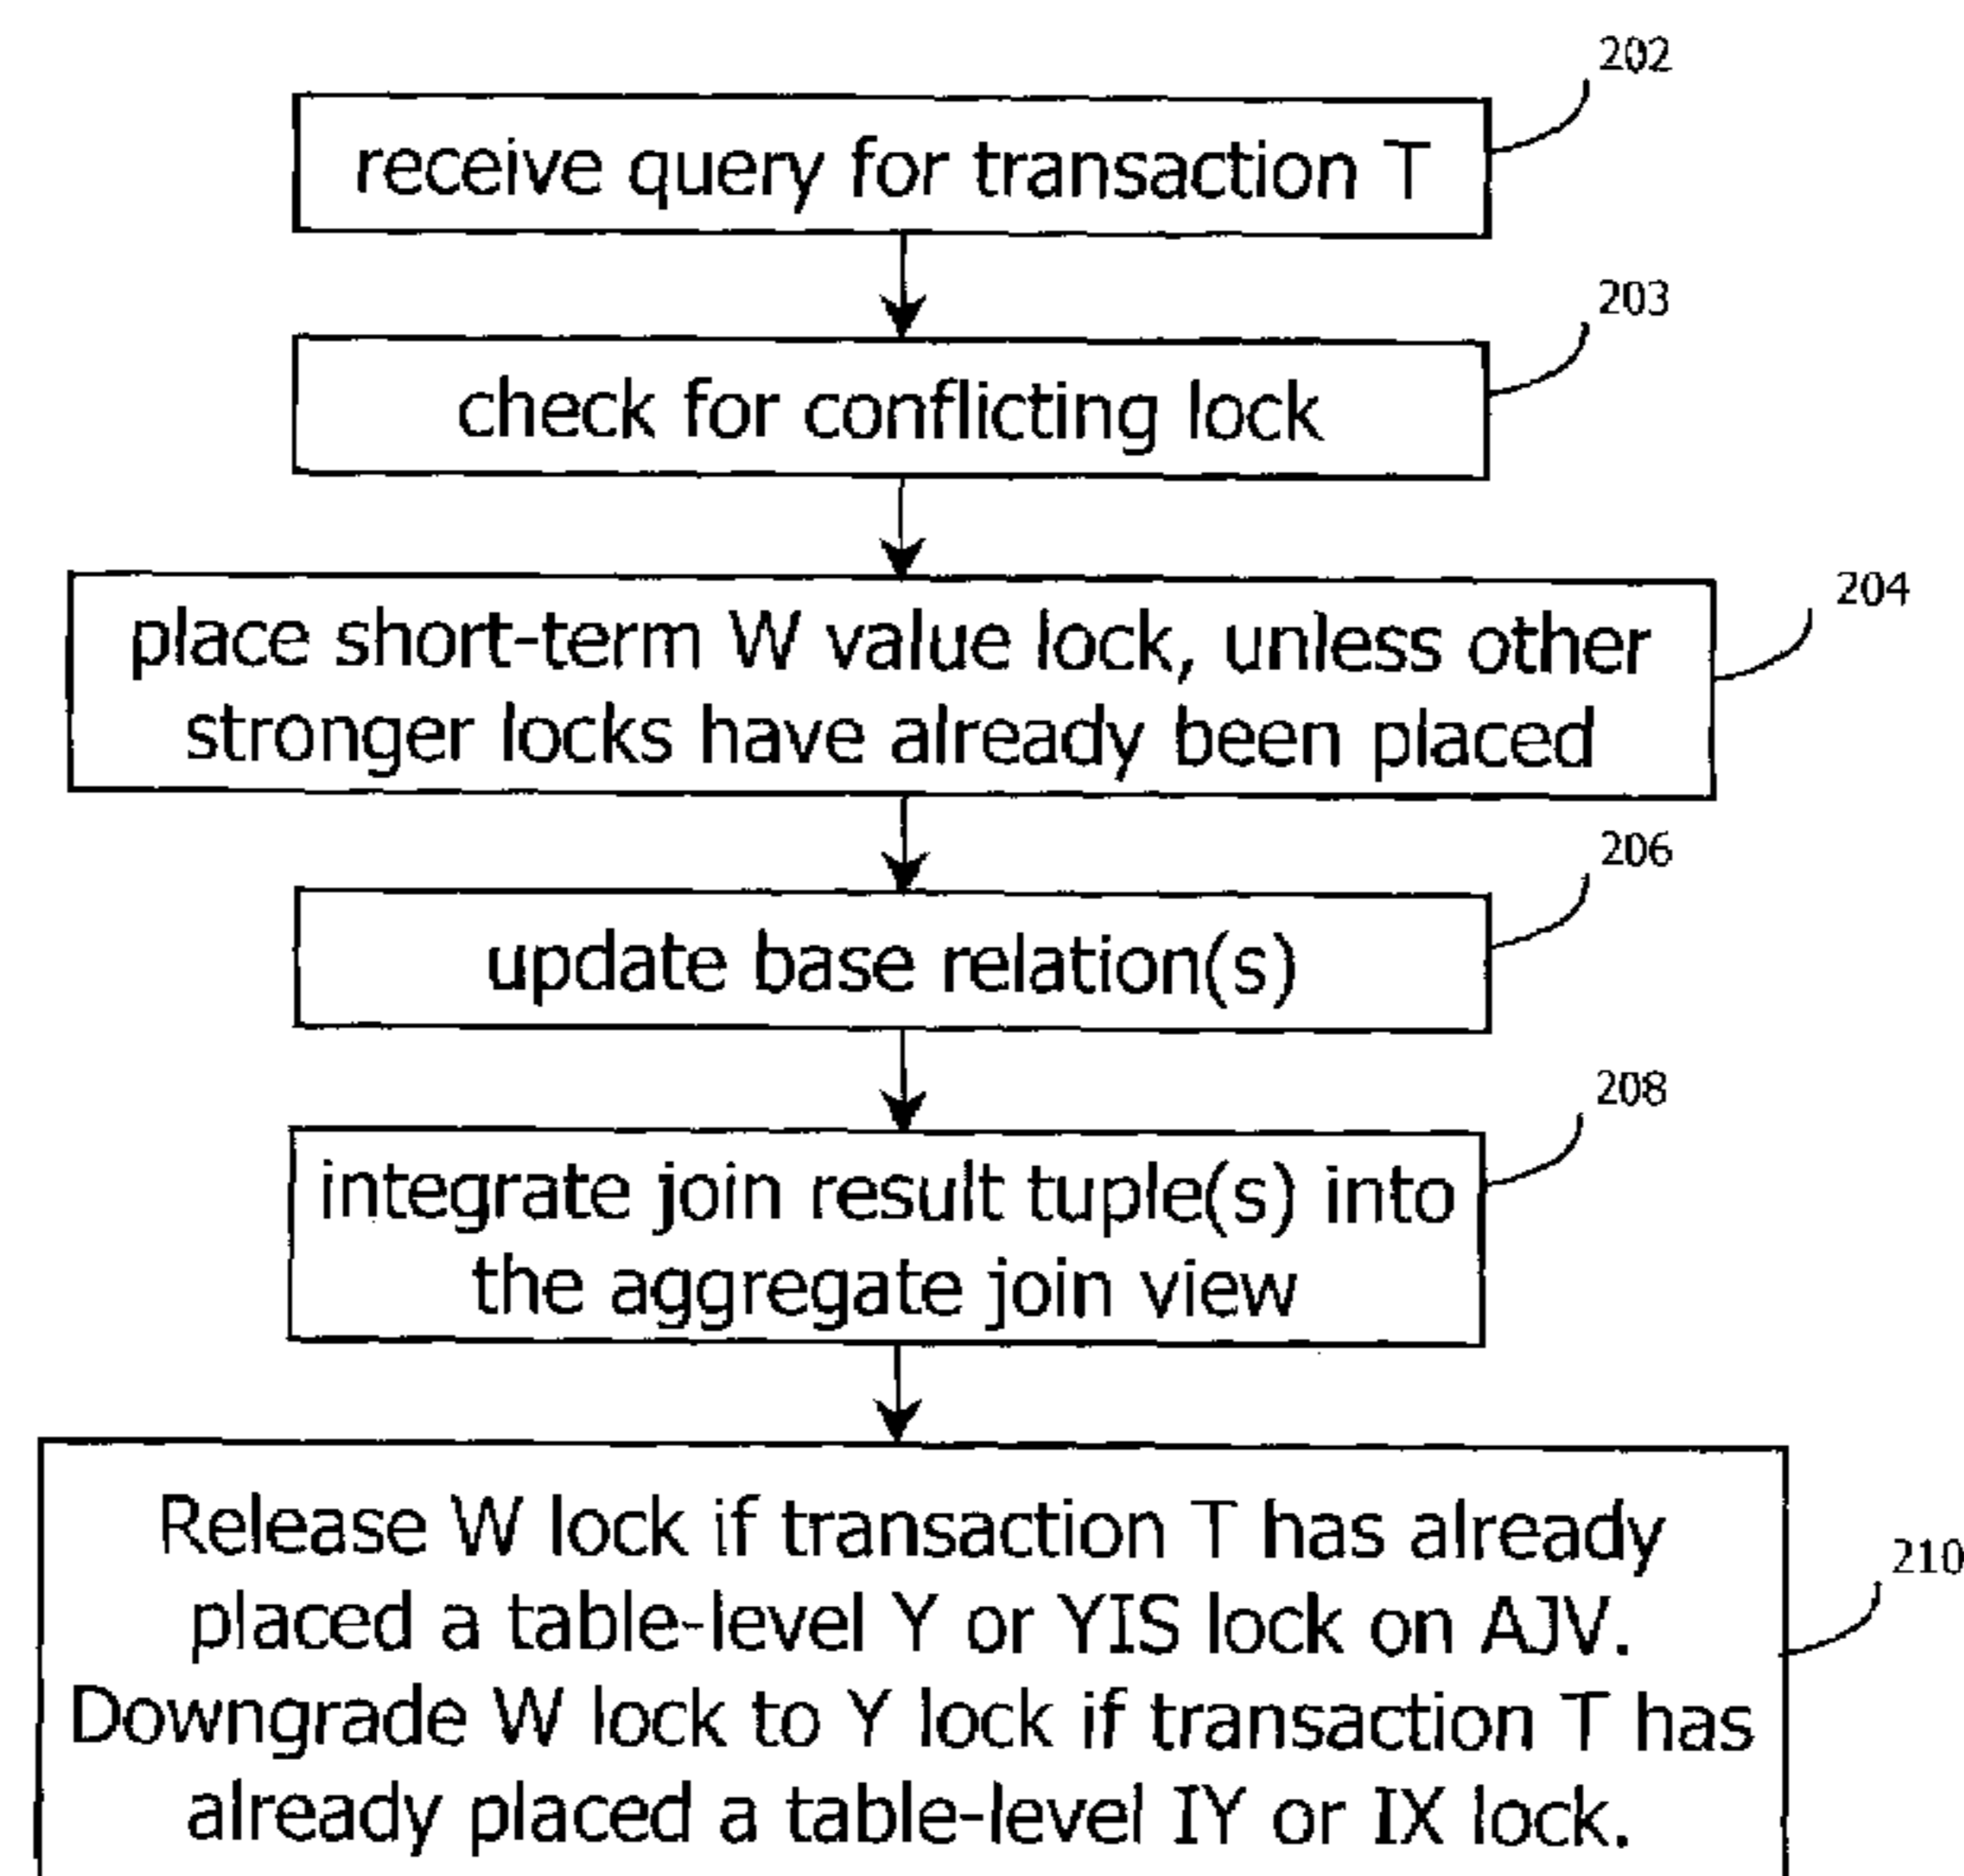 202
receive query for transaction T
203
check for conflicting lock
204
place short-term W value lock, unless other
stronger locks have already been placed
206
update base relation(s)
208
integrate join result tuple(s) into
the aggregate join view
210
Release W lock if transaction T has already
placed a table-level Y or YIS lock on AJV.
Downgrade W lock to Y lock if transaction T has
already placed a table-level IY or IX lock.